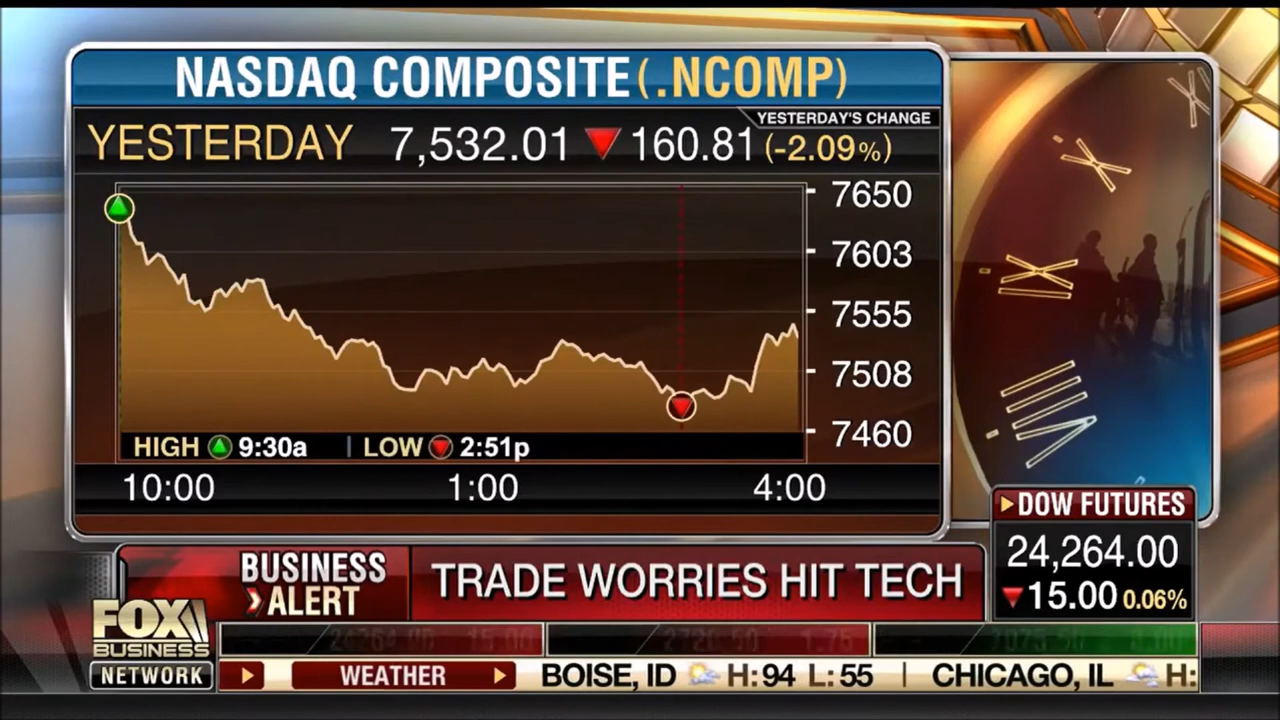 NASDAQ COMPOSITE(.NCOMP)
YESTERDAY'S CHANGE
YESTERDAY 7,532.01 ▼ 160.81 (-2.09%)
7650
7603
7555
7508
7460
HIGH ▲ 9:30a | LOW ▼ 2:51p
10:00 1:00 4:00
DOW FUTURES
24,264.00
▼ 15.00 0.06%
BUSINESS ALERT
TRADE WORRIES HIT TECH
FOX
BUSINESS
NETWORK
WEATHER
BOISE, ID H:94 L:55 | CHICAGO, IL H: